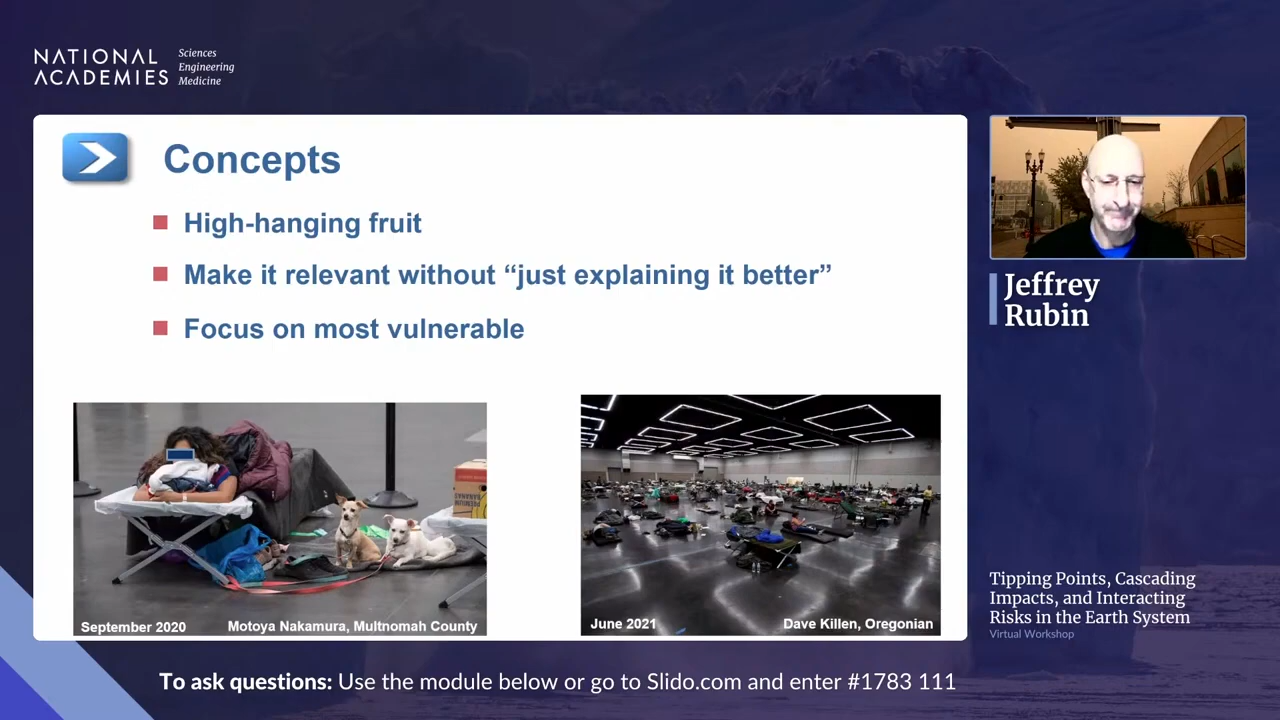 NATIONAL
ACADEMIES
Sciences
Engineering
Medicine
Concepts
High-hanging fruit
Make it relevant without “just explaining it better”
Focus on most vulnerable
September 2020
Motoya Nakamura, Multnomah County
June 2021
Dave Killen, Oregonian
Jeffrey
Rubin
Tipping Points, Cascading
Impacts, and Interacting
Risks in the Earth System
Virtual Workshop
To ask questions: Use the module below or go to Slido.com and enter #1783 111